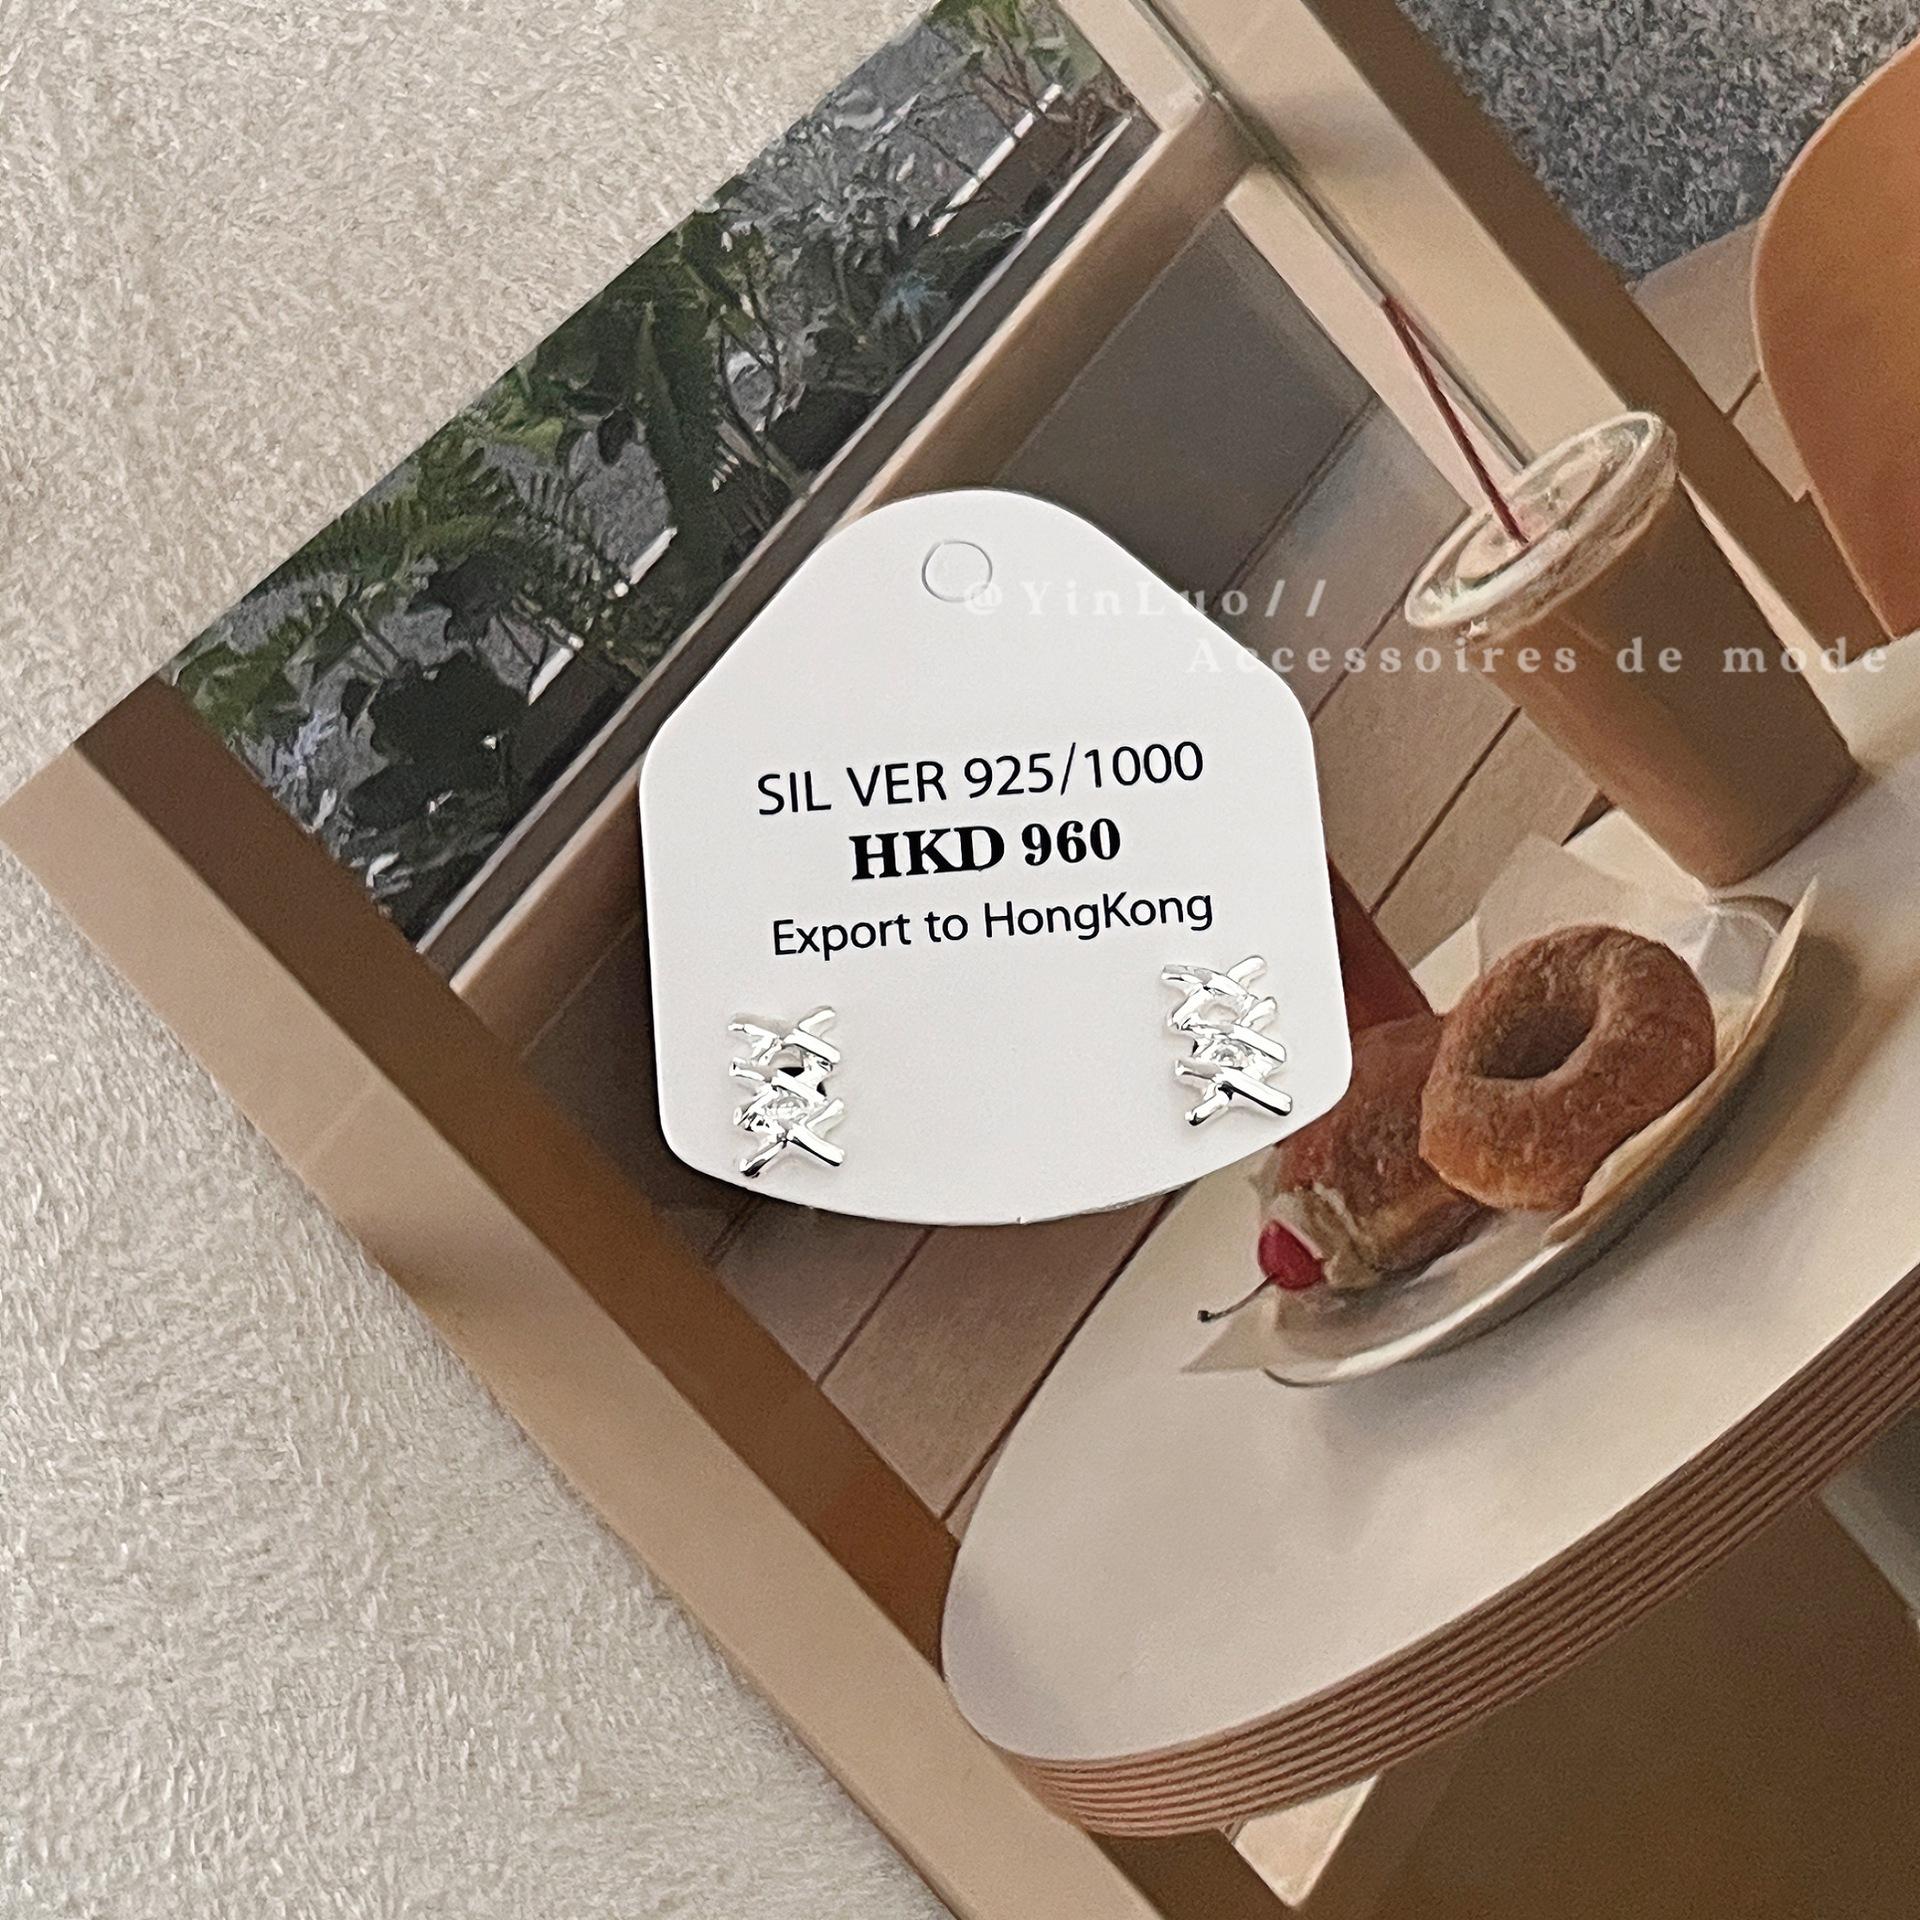 @YinLuo//
Accessoires de mode
SIL VER 925/1000
HKD 960
Export to HongKong